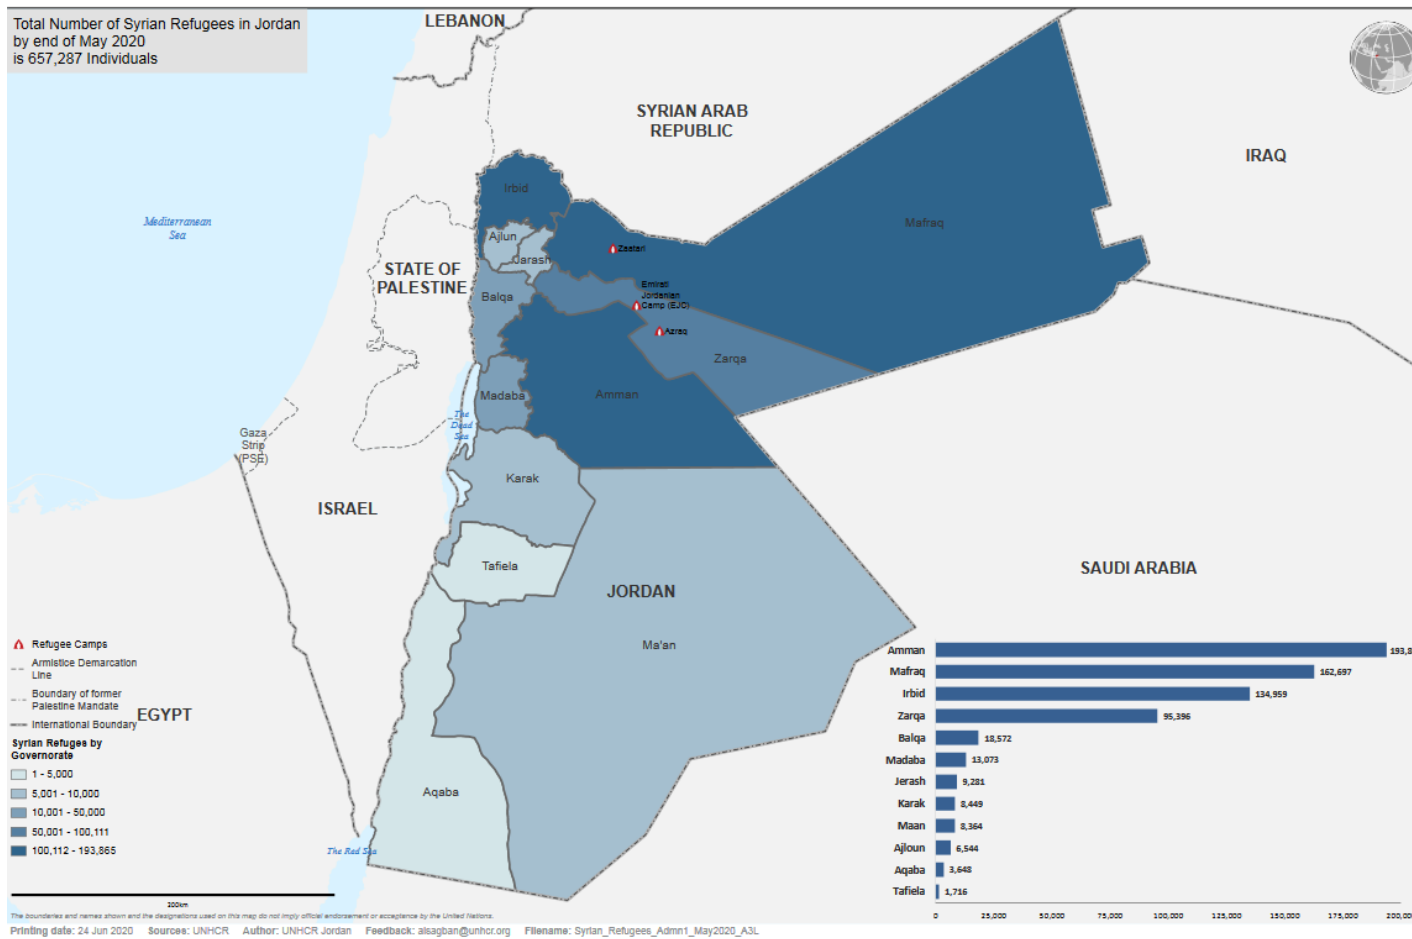 Total Number of Syrian Refugees in Jordan
by end of May 2020
is 657,287 Individuals
LEBANON
SYRIAN ARAB
REPUBLIC
IRAQ
Mediterranean
Sea
Irbid
Mafraq
Ajlun
Jarash
Zaatari
STATE OF
PALESTINE
Balqa
Emirati
Jordanian
Camp (EJC)
Azraq
Zarqa
Madaba
Amman
The
Dead
Sea
Gaza
Strip
(PSE)
Karak
ISRAEL
Tafiela
JORDAN
SAUDI ARABIA
Ma'an
EGYPT
Aqaba
The Red Sea
Refugee Camps
Armistice Demarcation
Line
Boundary of former
Palestine Mandate
International Boundary
Syrian Refuges by
Governorate
1 - 5,000
5,001 - 10,000
10,001 - 50,000
50,001 - 100,111
100,112 - 193,865
200km
Amman 193,8
Mafraq 162,697
Irbid 134,959
Zarqa 95,396
Balqa 18,572
Madaba 13,073
Jerash 9,281
Karak 8,449
Maan 8,364
Ajloun 6,544
Aqaba 3,648
Tafiela 1,716
0 25,000 50,000 75,000 100,000 125,000 150,000 175,000 200,00
The boundaries and names shown and the designations used on this map do not imply official endorsement or acceptance by the United Nations.
Printing date: 24 Jun 2020 Sources: UNHCR Author: UNHCR Jordan Feedback: alsagban@unhcr.org Filename: Syrian_Refugees_Admn1_May2020_A3L